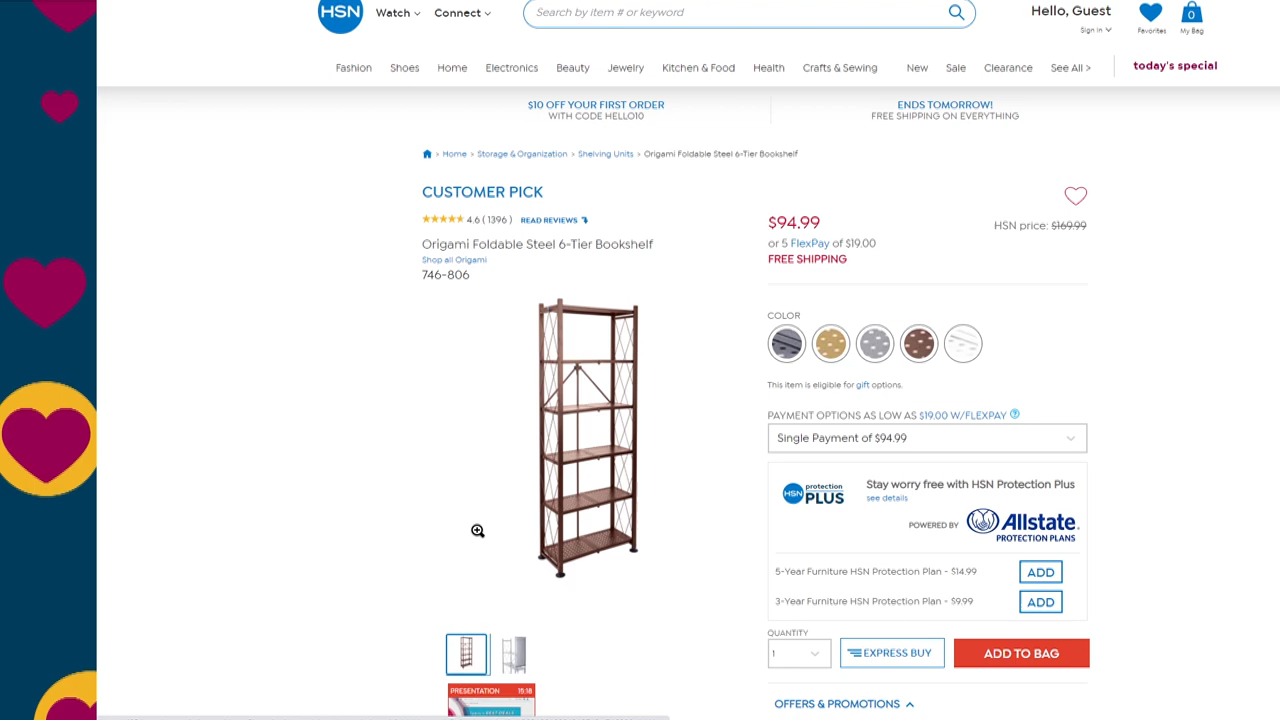 HSN
Watch
Connect
Search by item # or keyword
Hello, Guest
Sign In
Favorites
0
My Bag
Fashion
Shoes
Home
Electronics
Beauty
Jewelry
Kitchen & Food
Health
Crafts & Sewing
New
Sale
Clearance
See All >
today's special
$10 OFF YOUR FIRST ORDER
WITH CODE HELLO10
ENDS TOMORROW!
FREE SHIPPING ON EVERYTHING
> Home > Storage & Organization > Shelving Units > Origami Foldable Steel 6-Tier Bookshelf
CUSTOMER PICK
4.6 (1396) READ REVIEWS
Origami Foldable Steel 6-Tier Bookshelf
Shop all Origami
746-806
$94.99
HSN price: $169.99
or 5 FlexPay of $19.00
FREE SHIPPING
COLOR
This item is eligible for gift options.
PAYMENT OPTIONS AS LOW AS $19.00 W/FLEXPAY ?
Single Payment of $94.99
HSN protection PLUS
Stay worry free with HSN Protection Plus
see details
POWERED BY Allstate.
PROTECTION PLANS
5-Year Furniture HSN Protection Plan - $14.99
ADD
3-Year Furniture HSN Protection Plan - $9.99
ADD
QUANTITY
1
EXPRESS BUY
ADD TO BAG
PRESENTATION 15:18
BEST DEALS
OFFERS & PROMOTIONS